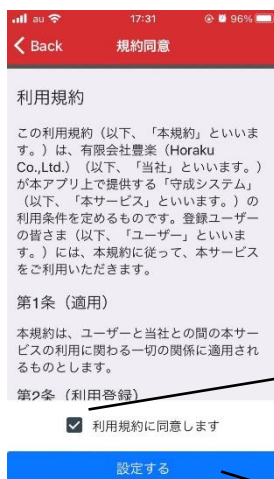 au 17:31 96%
Back 規約同意
利用規約
この利用規約（以下、「本規約」といいま
す。）は、有限会社豊楽（Horaku
Co.,Ltd.）（以下、「当社」といいます。）
が本アプリ上で提供する「守成システム」
（以下、「本サービス」といいます。）の
利用条件を定めるものです。登録ユーザー
の皆さま（以下、「ユーザー」といいま
す。）には、本規約に従って、本サービス
をご利用いただきます。
第1条（適用）
本規約は、ユーザーと当社との間の本サー
ビスの利用に関わる一切の関係に適用され
るものとします。
第2条（利用登録）
利用規約に同意します
設定する